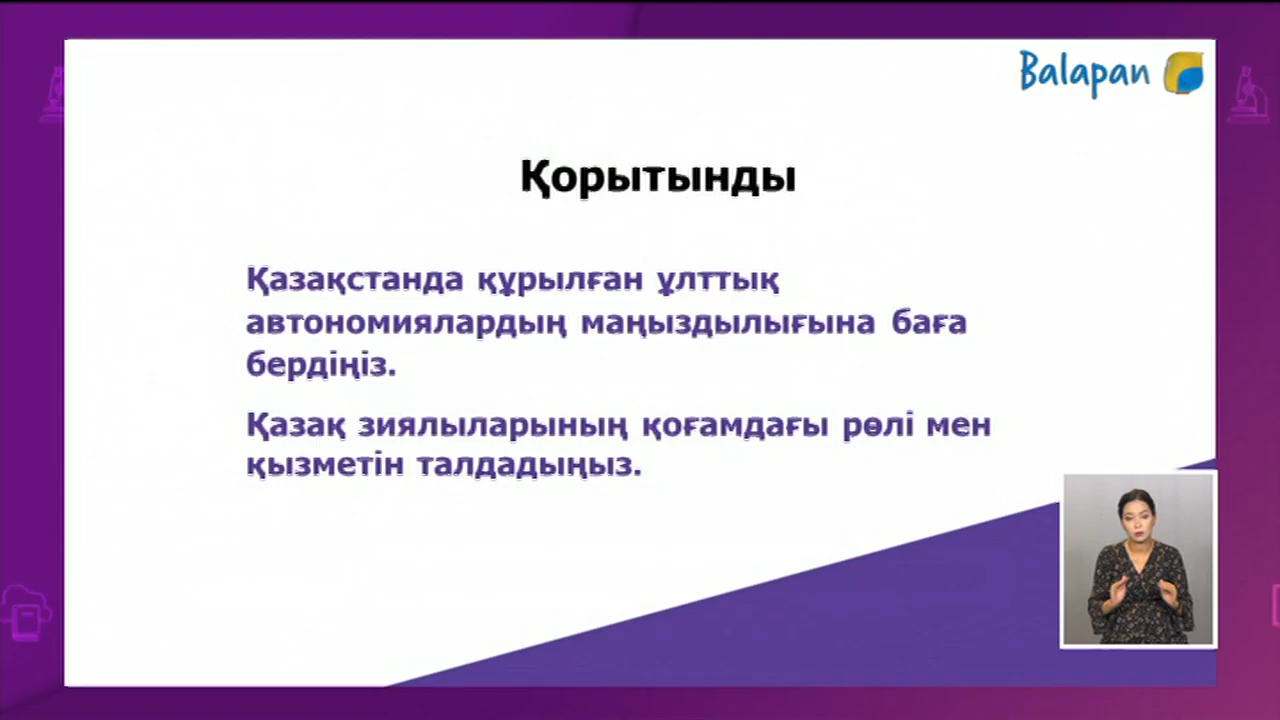 Balapan
Қорытынды
Қазақстанда құрылған ұлттық
автономиялардың маңыздылығына баға
бердіңіз.
Қазақ зиялыларының қоғамдағы рөлі мен
қызметін талдадыңыз.